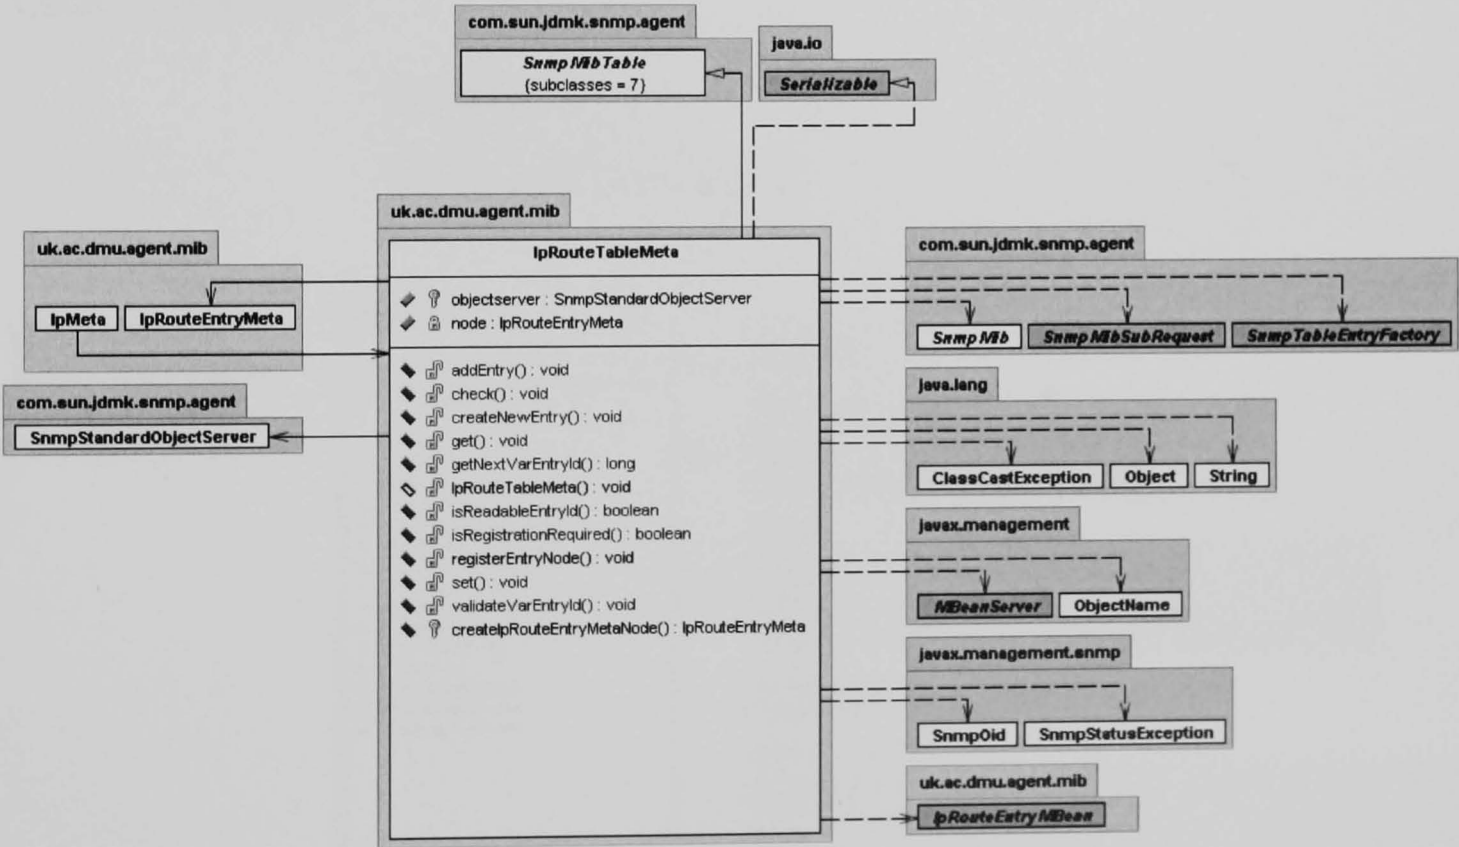 com.sun.jdmk.snmp.agent
SnmpMibTable
{subclasses = 7}
java.io
Serializable
uk.ac.dmu.agent.mib
IpMeta
IpRouteEntryMeta
com.sun.jdmk.snmp.agent
SnmpStandardObjectServer
uk.ac.dmu.agent.mib
IpRouteTableMeta
objectserver : SnmpStandardObjectServer
node : IpRouteEntryMeta
addEntry() : void
check() : void
createNewEntry() : void
get() : void
getNextVarEntryId() : long
IpRouteTableMeta() : void
isReadableEntryId() : boolean
isRegistrationRequired() : boolean
registerEntryNode() : void
set() : void
validateVarEntryId() : void
createIpRouteEntryMetaNode() : IpRouteEntryMeta
com.sun.jdmk.snmp.agent
SnmpMib
SnmpMibSubRequest
SnmpTableEntryFactory
java.lang
ClassCastException
Object
String
javax.management
MBeanServer
ObjectName
javax.management.snmp
SnmpOid
SnmpStatusException
uk.ac.dmu.agent.mib
IpRouteEntryMBean